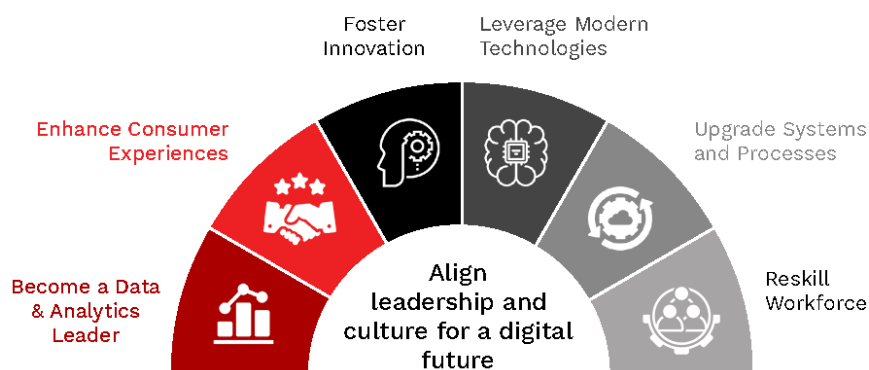 Foster
Innovation
Leverage Modern
Technologies
Enhance Consumer
Experiences
Upgrade Systems
and Processes
Become a Data
& Analytics
Leader
Reskill
Workforce
Align
leadership and
culture for a digital
future